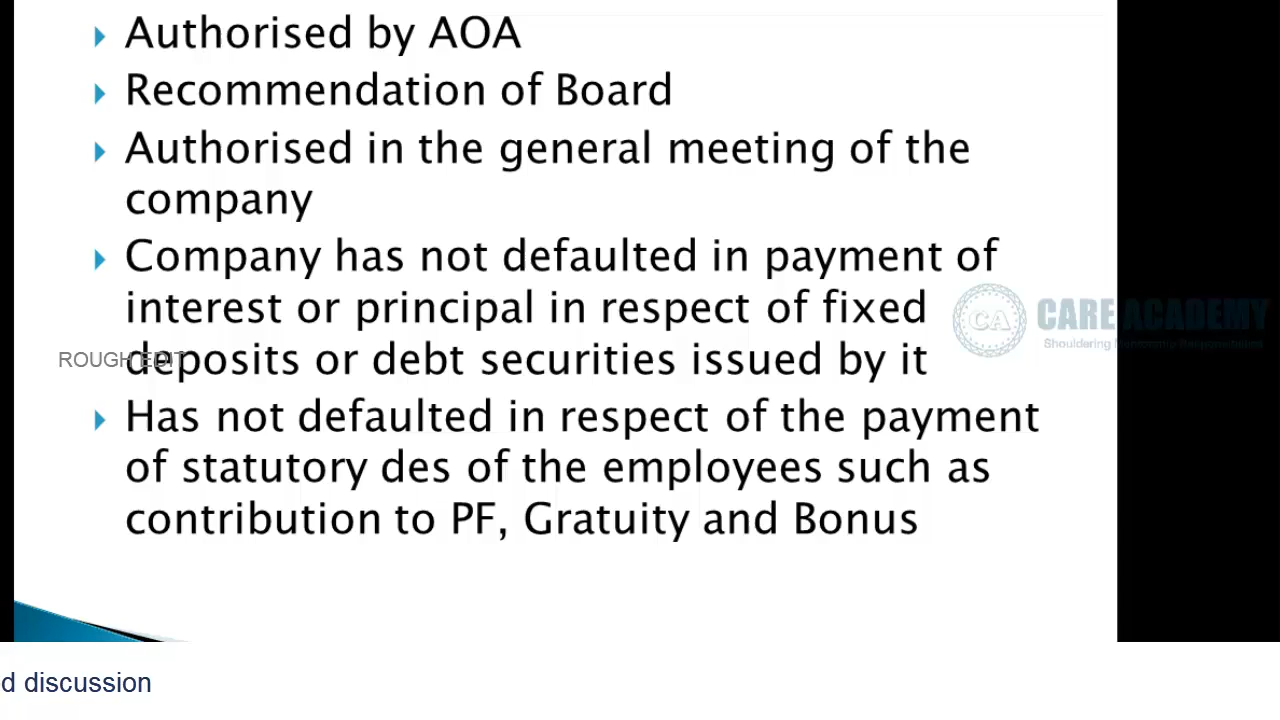 Authorised by AOA
Recommendation of Board
Authorised in the general meeting of the
company
Company has not defaulted in payment of
interest or principal in respect of fixed
CA CARE ACADEMY
Shouldering
ROUGH EDIT
deposits or debt securities issued by it
Has not defaulted in respect of the payment
of statutory des of the employees such as
contribution to PF, Gratuity and Bonus
d discussion